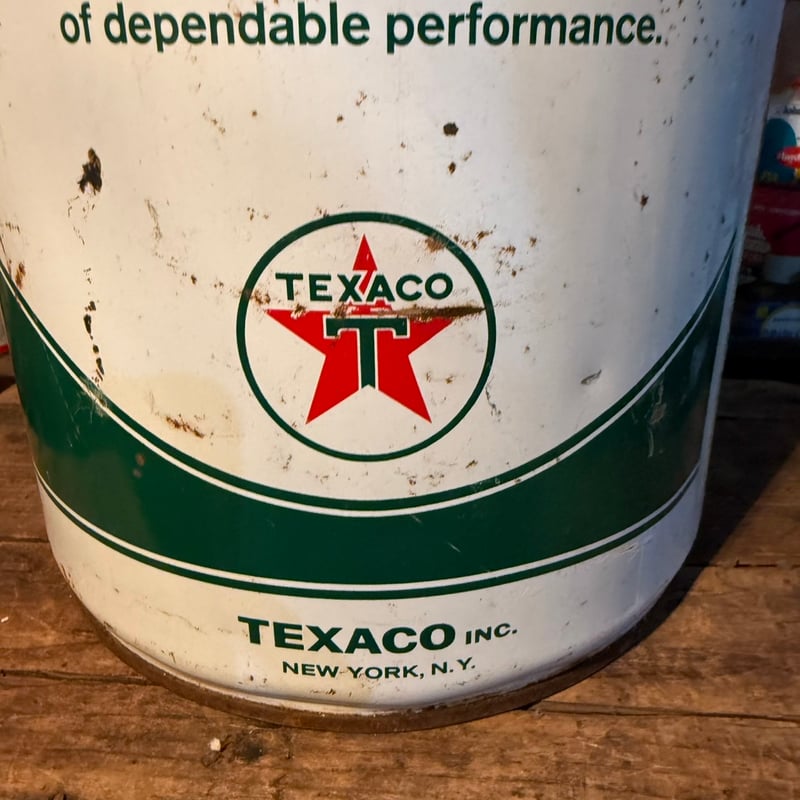 of dependable performance.
TEXACO
T
TEXACO INC.
NEW YORK, N.Y.